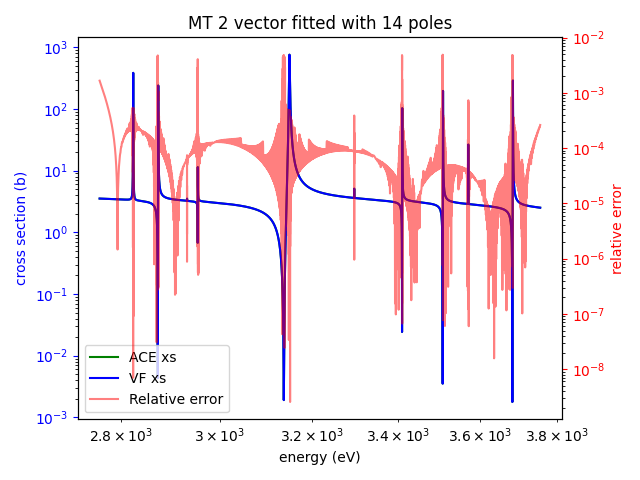 MT 2 vector fitted with 14 poles
cross section (b)
10³
10²
10¹
10⁰
10⁻¹
10⁻²
10⁻³
10⁻²
10⁻³
10⁻⁴
10⁻⁵
10⁻⁶
10⁻⁷
10⁻⁸
relative error
ACE xs
VF xs
Relative error
2.8 × 10³ 3 × 10³ 3.2 × 10³ 3.4 × 10³ 3.6 × 10³ 3.8 × 10³
energy (eV)